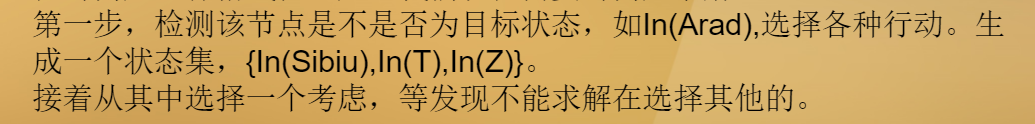 第一步，检测该节点是不是否为目标状态，如In(Arad),选择各种行动。生
成一个状态集，{In(Sibiu),In(T),In(Z)}。
接着从其中选择一个考虑，等发现不能求解在选择其他的。